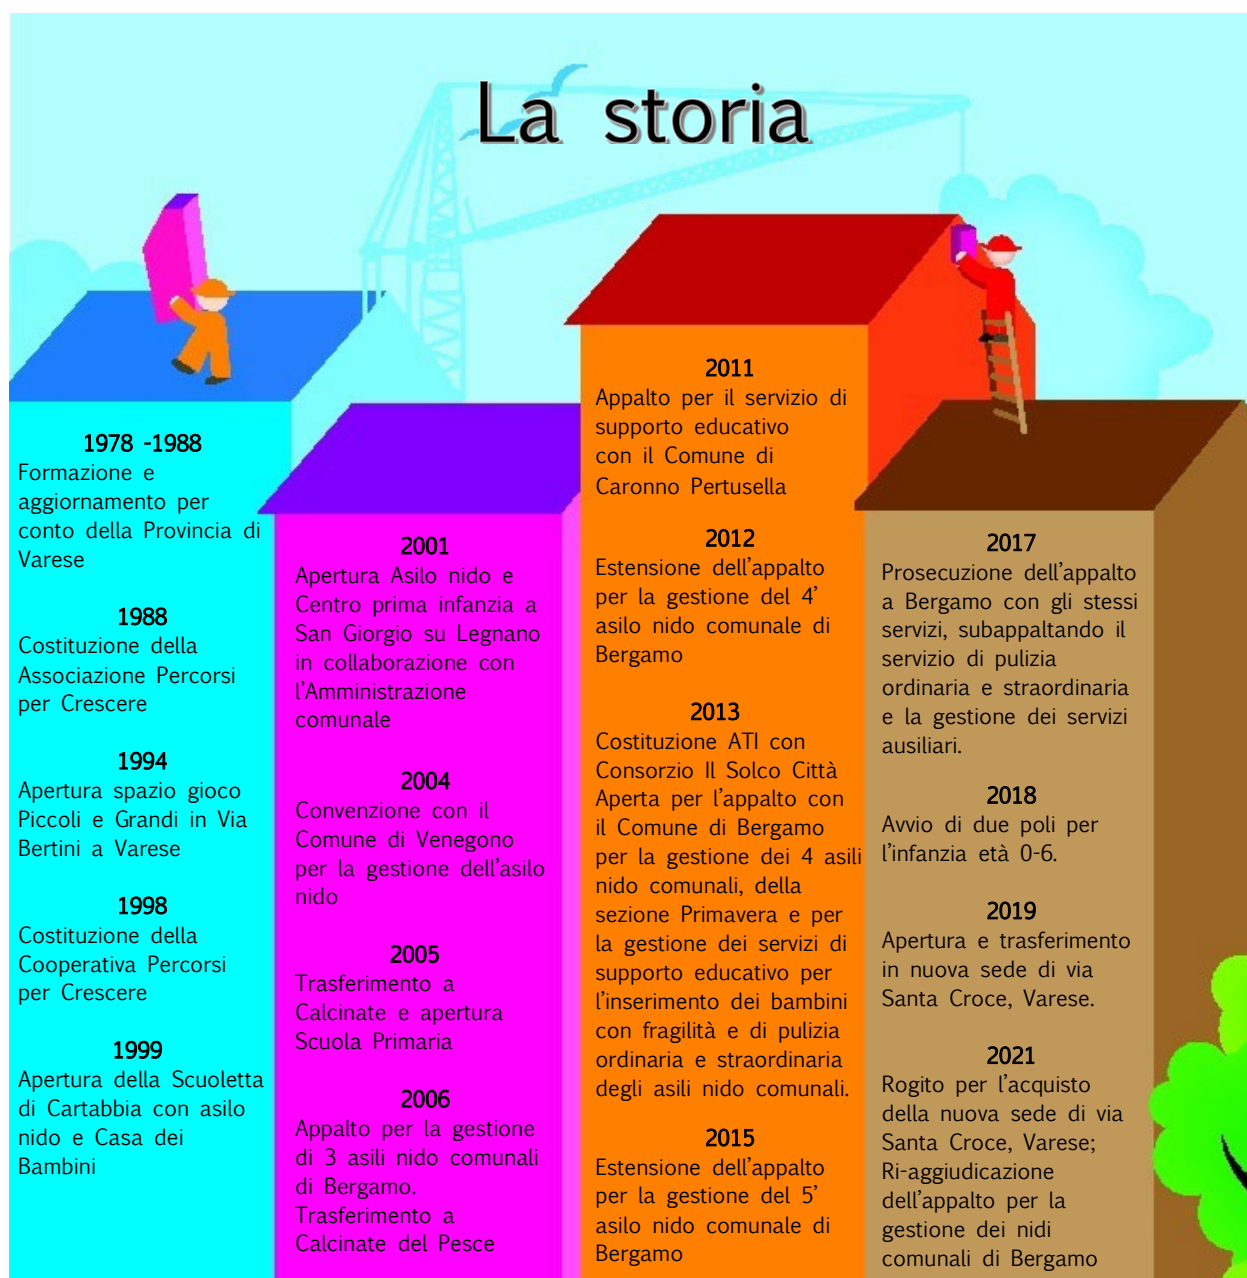 La storia
1978 -1988
Formazione e
aggiornamento per
conto della Provincia di
Varese
1988
Costituzione della
Associazione Percorsi
per Crescere
1994
Apertura spazio gioco
Piccoli e Grandi in Via
Bertini a Varese
1998
Costituzione della
Cooperativa Percorsi
per Crescere
1999
Apertura della Scuoletta
di Cartabbia con asilo
nido e Casa dei
Bambini
2001
Apertura Asilo nido e
Centro prima infanzia a
San Giorgio su Legnano
in collaborazione con
l'Amministrazione
comunale
2004
Convenzione con il
Comune di Venegono
per la gestione dell'asilo
nido
2005
Trasferimento a
Calcinate e apertura
Scuola Primaria
2006
Appalto per la gestione
di 3 asili nido comunali
di Bergamo.
Trasferimento a
Calcinate del Pesce
2011
Appalto per il servizio di
supporto educativo
con il Comune di
Caronno Pertusella
2012
Estensione dell'appalto
per la gestione del 4'
asilo nido comunale di
Bergamo
2013
Costituzione ATI con
Consorzio Il Solco Città
Aperta per l'appalto con
il Comune di Bergamo
per la gestione dei 4 asili
nido comunali, della
sezione Primavera e per
la gestione dei servizi di
supporto educativo per
l'inserimento dei bambini
con fragilità e di pulizia
ordinaria e straordinaria
degli asili nido comunali.
2015
Estensione dell'appalto
per la gestione del 5'
asilo nido comunale di
Bergamo
2017
Prosecuzione dell'appalto
a Bergamo con gli stessi
servizi, subappaltando il
servizio di pulizia
ordinaria e straordinaria
e la gestione dei servizi
ausiliari.
2018
Avvio di due poli per
l'infanzia età 0-6.
2019
Apertura e trasferimento
in nuova sede di via
Santa Croce, Varese.
2021
Rogito per l'acquisto
della nuova sede di via
Santa Croce, Varese;
Ri-aggiudicazione
dell'appalto per la
gestione dei nidi
comunali di Bergamo